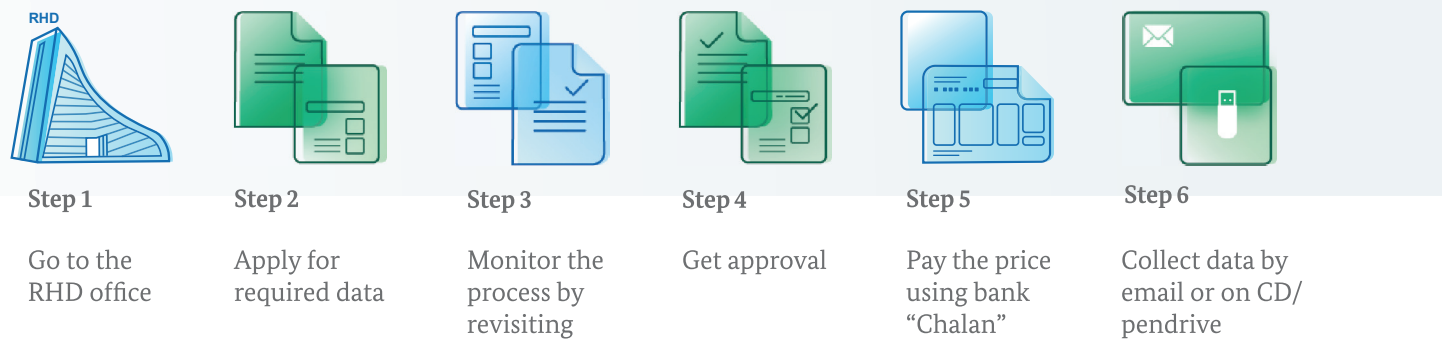 RHD
Step 1
Go to the
RHD office
Step 2
Apply for
required data
Step 3
Monitor the
process by
revisiting
Step 4
Get approval
Step 5
Pay the price
using bank
“Chalan”
Step 6
Collect data by
email or on CD/
pendrive